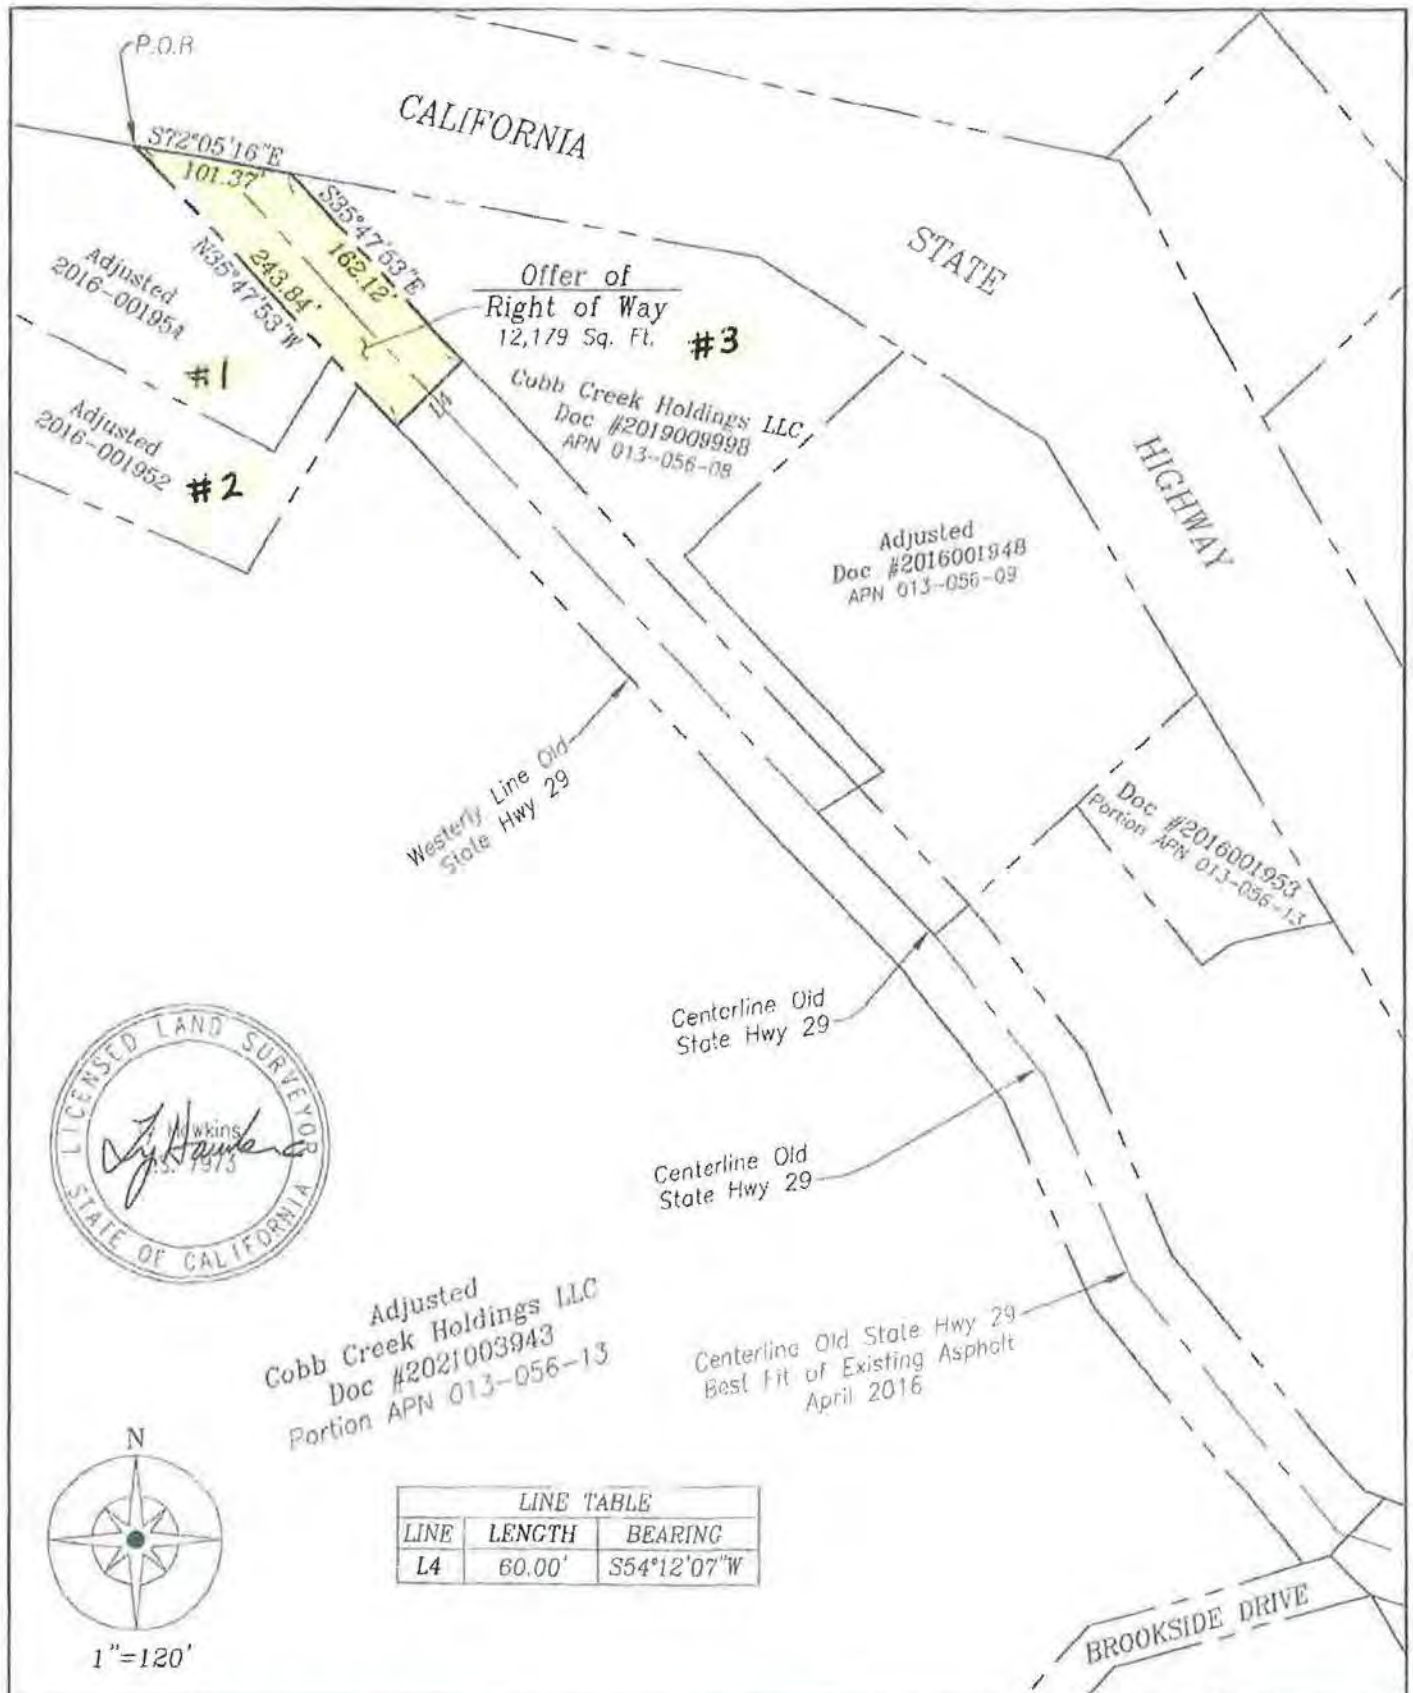 P.O.B
CALIFORNIA
STATE
HIGHWAY
S72°05'16"E
101.37'
S35°47'53"E
162.12'
N35°47'53"W
243.84'
Adjusted
2016-001954
#1
Adjusted
2016-001952
#2
Offer of
Right of Way
12,179 Sq. Ft.
#3
L4
Cobb Creek Holdings LLC
Doc #2019009998
APN 013-056-08
Adjusted
Doc #2016001948
APN 013-056-09
Westerly Line Old
State Hwy 29
Doc #2016001953
Portion APN 013-056-13
Centerline Old
State Hwy 29
Centerline Old
State Hwy 29
LICENSED LAND SURVEYOR
Hawkins
7973
STATE OF CALIFORNIA
Adjusted
Cobb Creek Holdings LLC
Doc #2021003943
Portion APN 013-056-13
Centerline Old State Hwy 29
Best Fit of Existing Asphalt
April 2016
N
1"=120'
LINE TABLE
LINE LENGTH BEARING
L4 60.00' S54°12'07"W
BROOKSIDE DRIVE